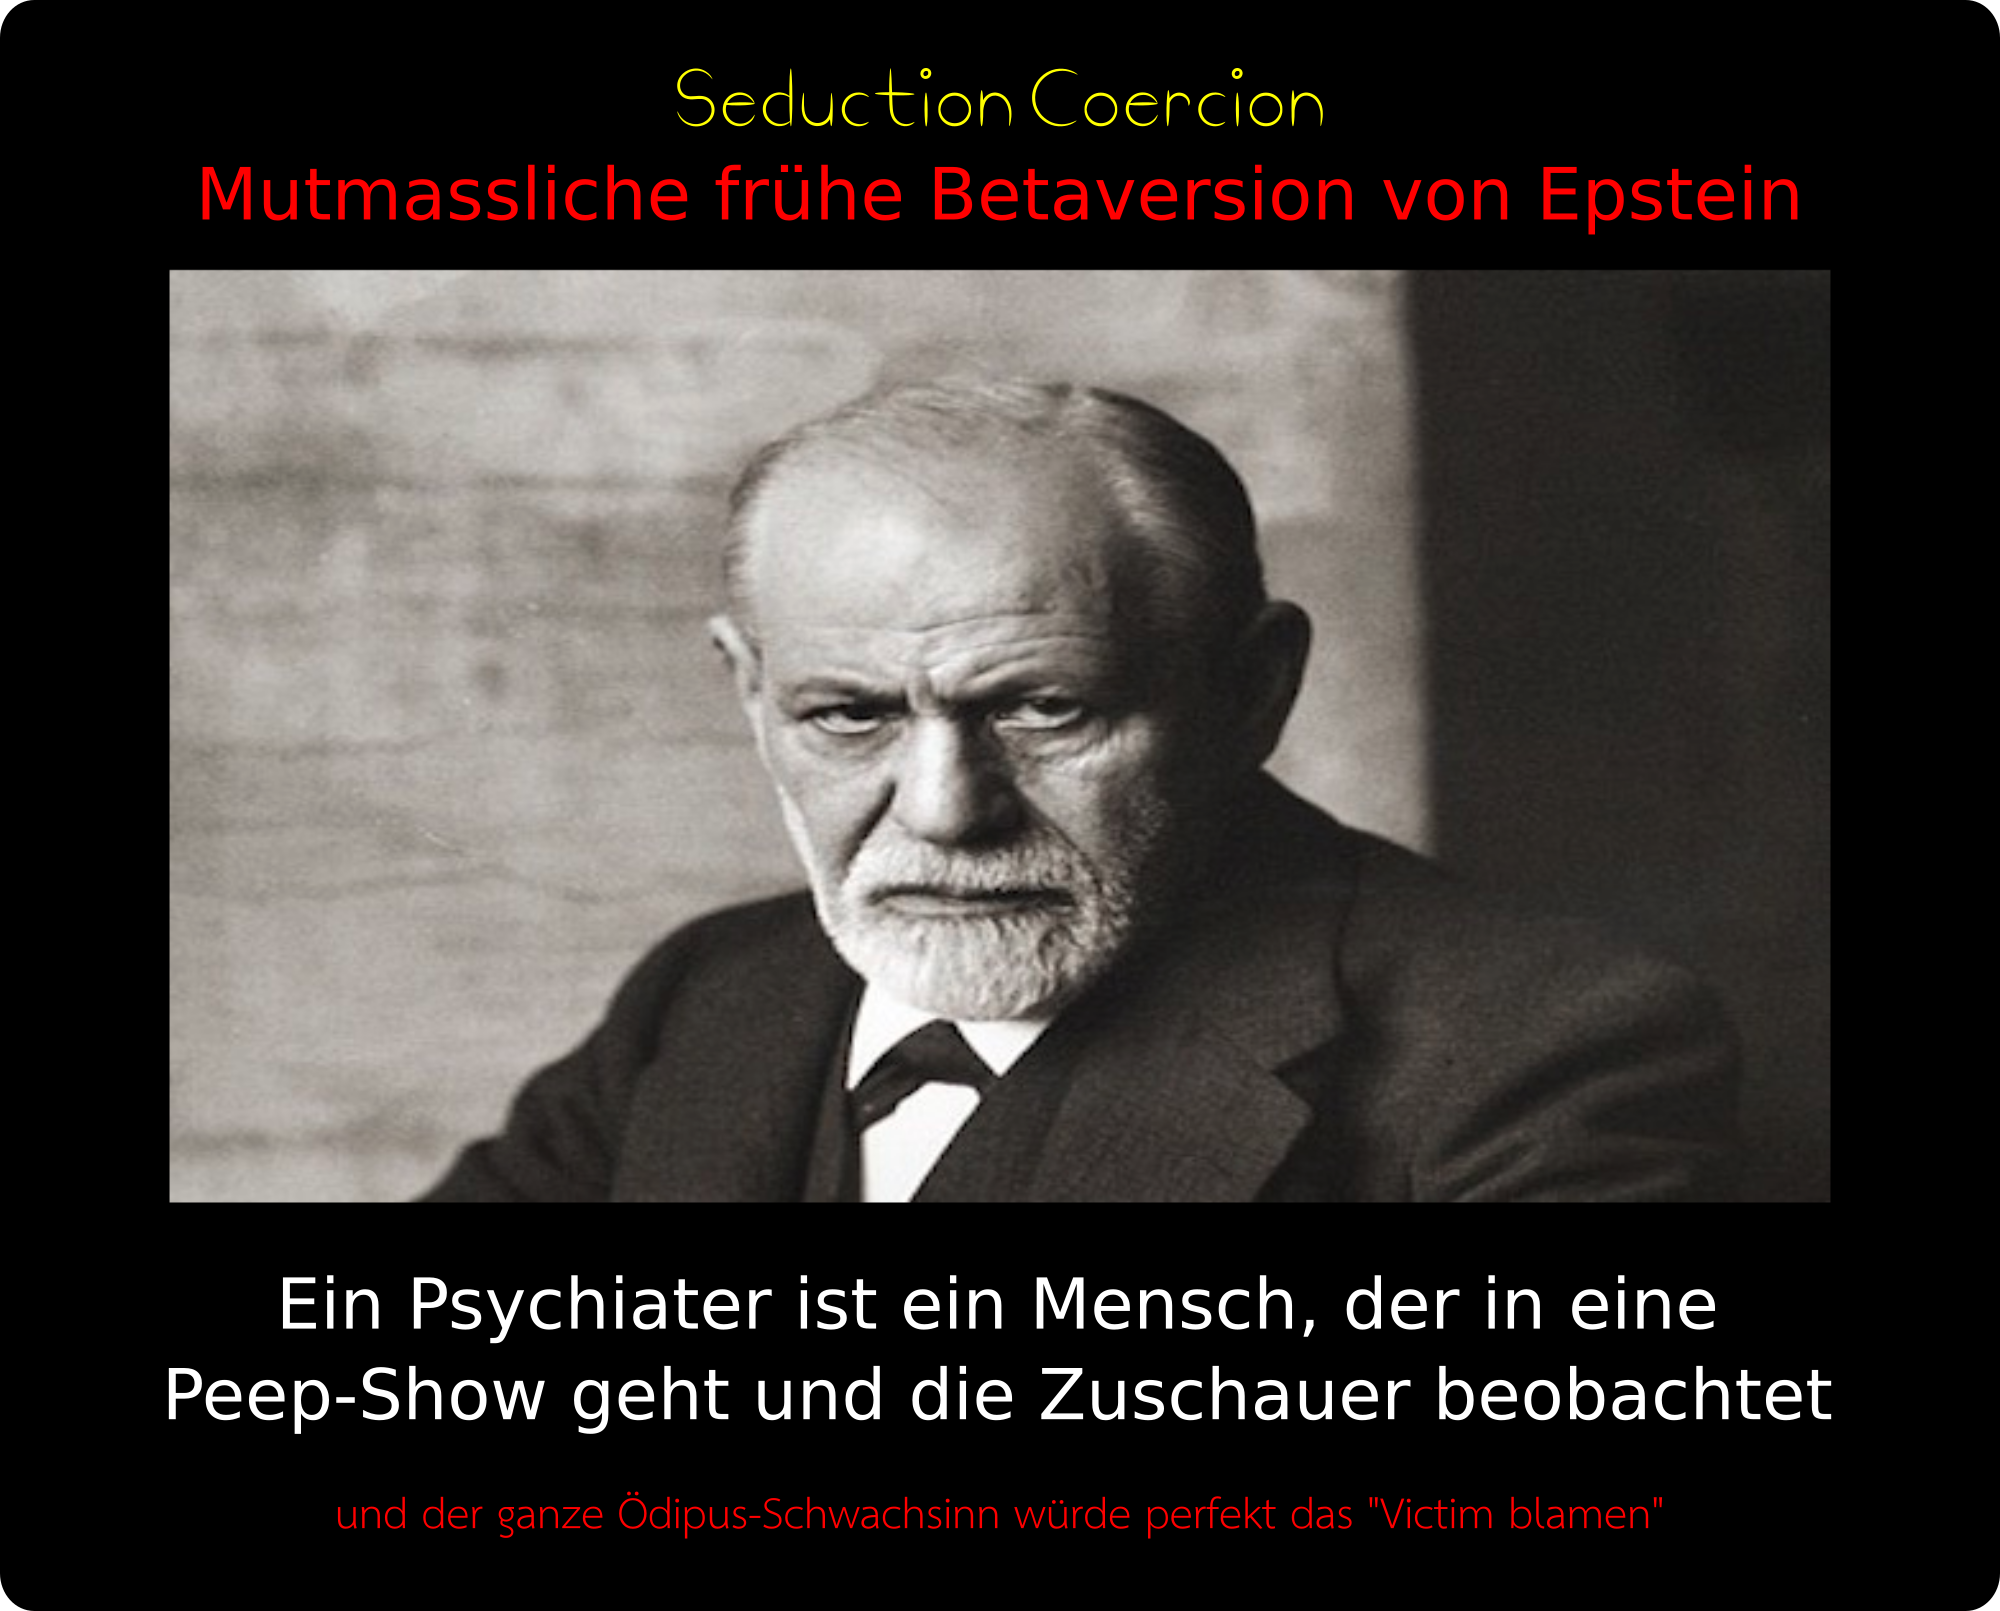 Seduction Coercion
Mutmassliche frühe Betaversion von Epstein
Ein Psychiater ist ein Mensch, der in eine
Peep-Show geht und die Zuschauer beobachtet
und der ganze Ödipus-Schwachsinn würde perfekt das "Victim blamen"